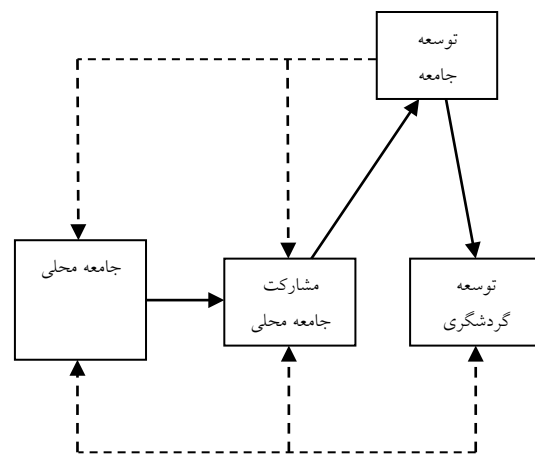 توسعه
جامعه
جامعه محلی
مشارکت
جامعه محلی
توسعه
گردشگری